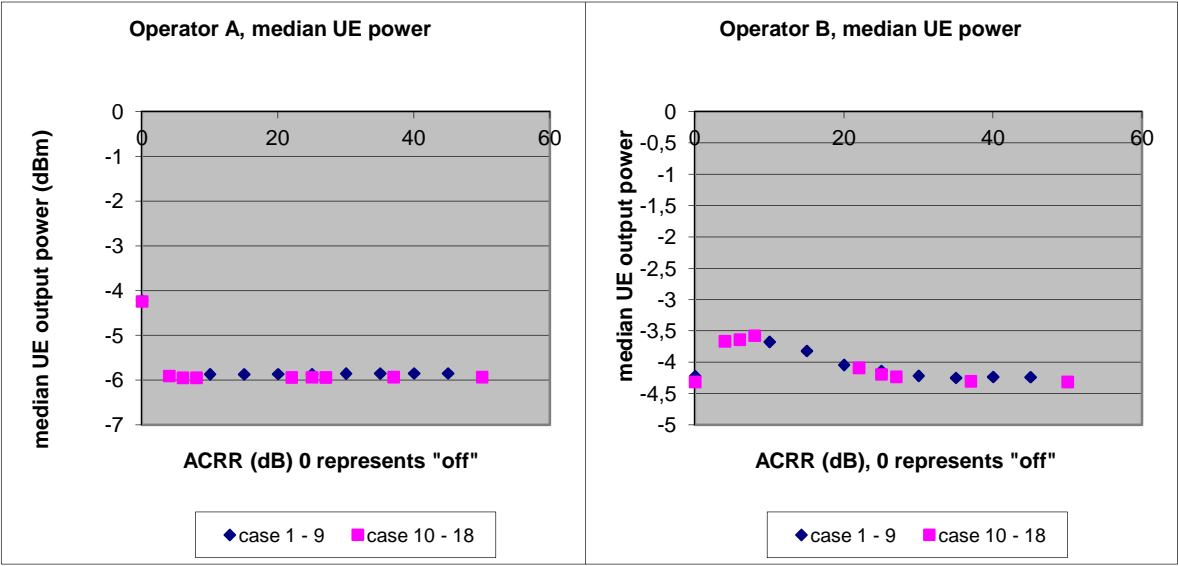 Operator A, median UE power
median UE output power (dBm)
0
-1
-2
-3
-4
-5
-6
-7
0 20 40 60
ACRR (dB) 0 represents "off"
case 1 - 9 case 10 - 18
Operator B, median UE power
median UE output power
0
-0,5
-1
-1,5
-2
-2,5
-3
-3,5
-4
-4,5
-5
0 20 40 60
ACRR (dB), 0 represents "off"
case 1 - 9 case 10 - 18